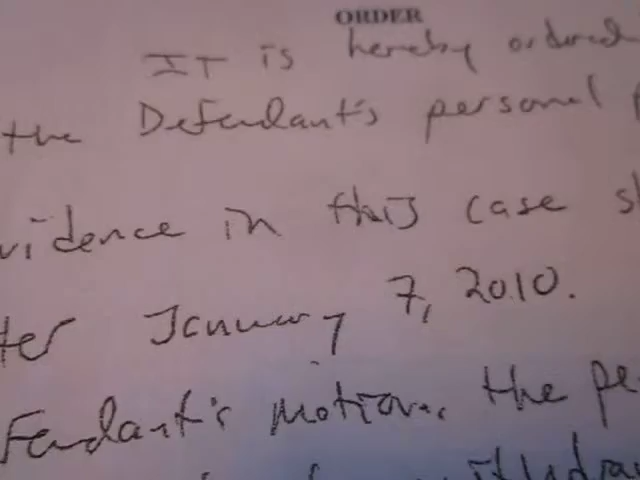 ORDER
IT is hereby ordered
the Defendant's personal
vidence in this case
ter January 7, 2010.
Fendant's motion, the pe